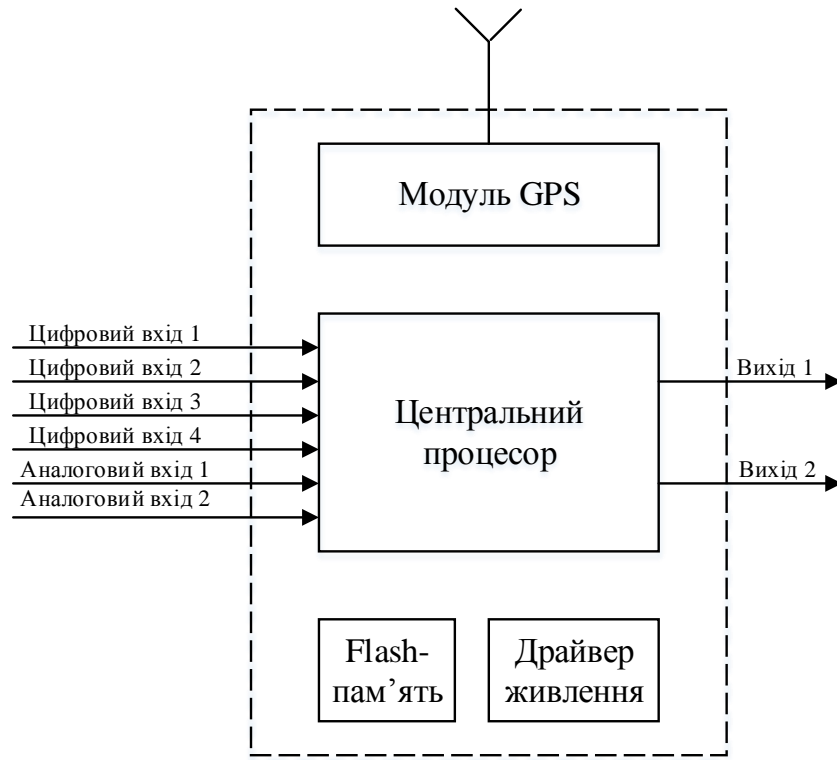 Модуль GPS
Цифровий вхід 1
Цифровий вхід 2
Цифровий вхід 3
Цифровий вхід 4
Аналоговий вхід 1
Аналоговий вхід 2
Центральний
процесор
Вихід 1
Вихід 2
Flash-
пам’ять
Драйвер
живлення